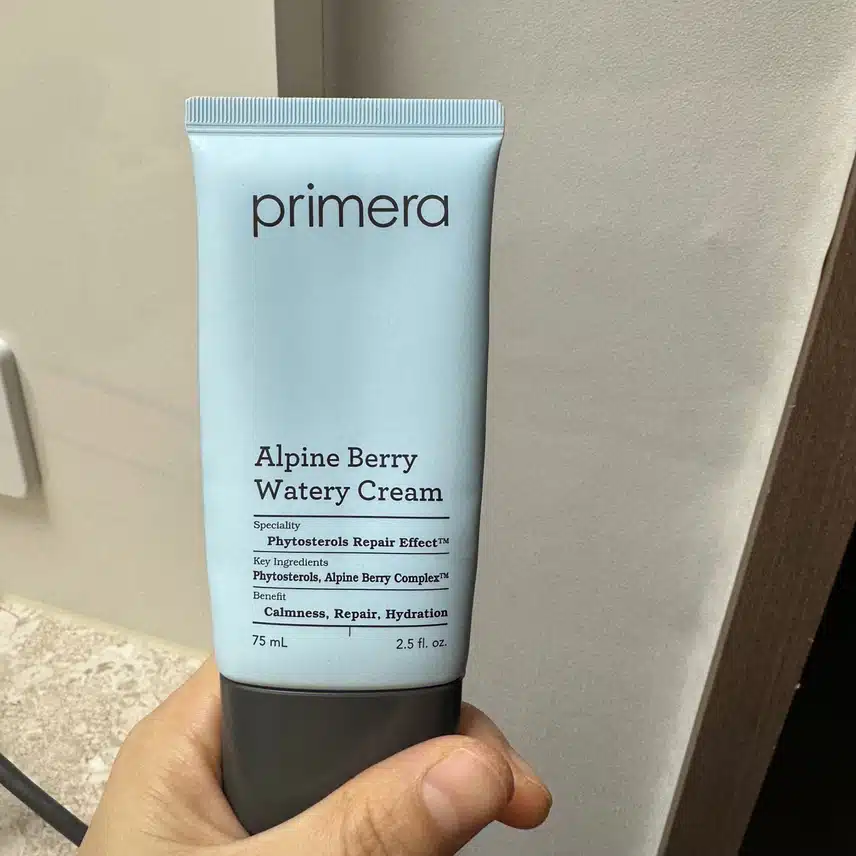 primera
Alpine Berry
Watery Cream
Speciality
Phytosterols Repair Effect™
Key Ingredients
Phytosterols, Alpine Berry Complex™
Benefit
Calmness, Repair, Hydration
75 mL 2.5 fl. oz.